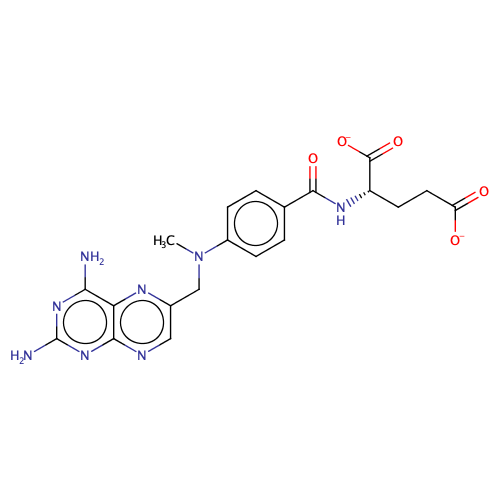 O⁻ O
O O
NH
O⁻
H₃C N
NH₂
N N
H₂N N N